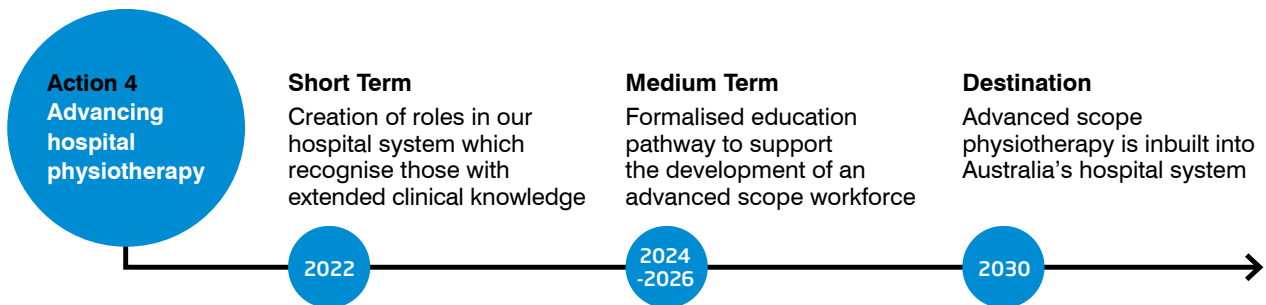 Action 4
Advancing
hospital
physiotherapy
Short Term
Creation of roles in our
hospital system which
recognise those with
extended clinical knowledge
2022
Medium Term
Formalised education
pathway to support
the development of an
advanced scope workforce
2024
-2026
Destination
Advanced scope
physiotherapy is inbuilt into
Australia’s hospital system
2030